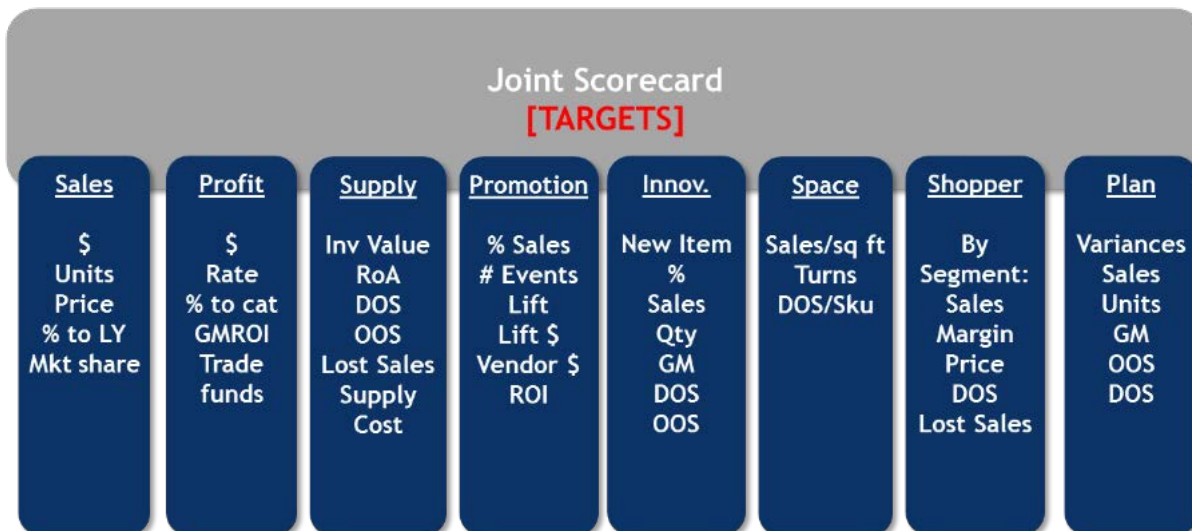 Joint Scorecard
[TARGETS]
Sales
$
Units
Price
% to LY
Mkt share
Profit
$
Rate
% to cat
GMROI
Trade
funds
Supply
Inv Value
RoA
DOS
OOS
Lost Sales
Supply
Cost
Promotion
% Sales
# Events
Lift
Lift $
Vendor $
ROI
Innov.
New Item
%
Sales
Qty
GM
DOS
OOS
Space
Sales/sq ft
Turns
DOS/Sku
Shopper
By
Segment:
Sales
Margin
Price
DOS
Lost Sales
Plan
Variances
Sales
Units
GM
OOS
DOS